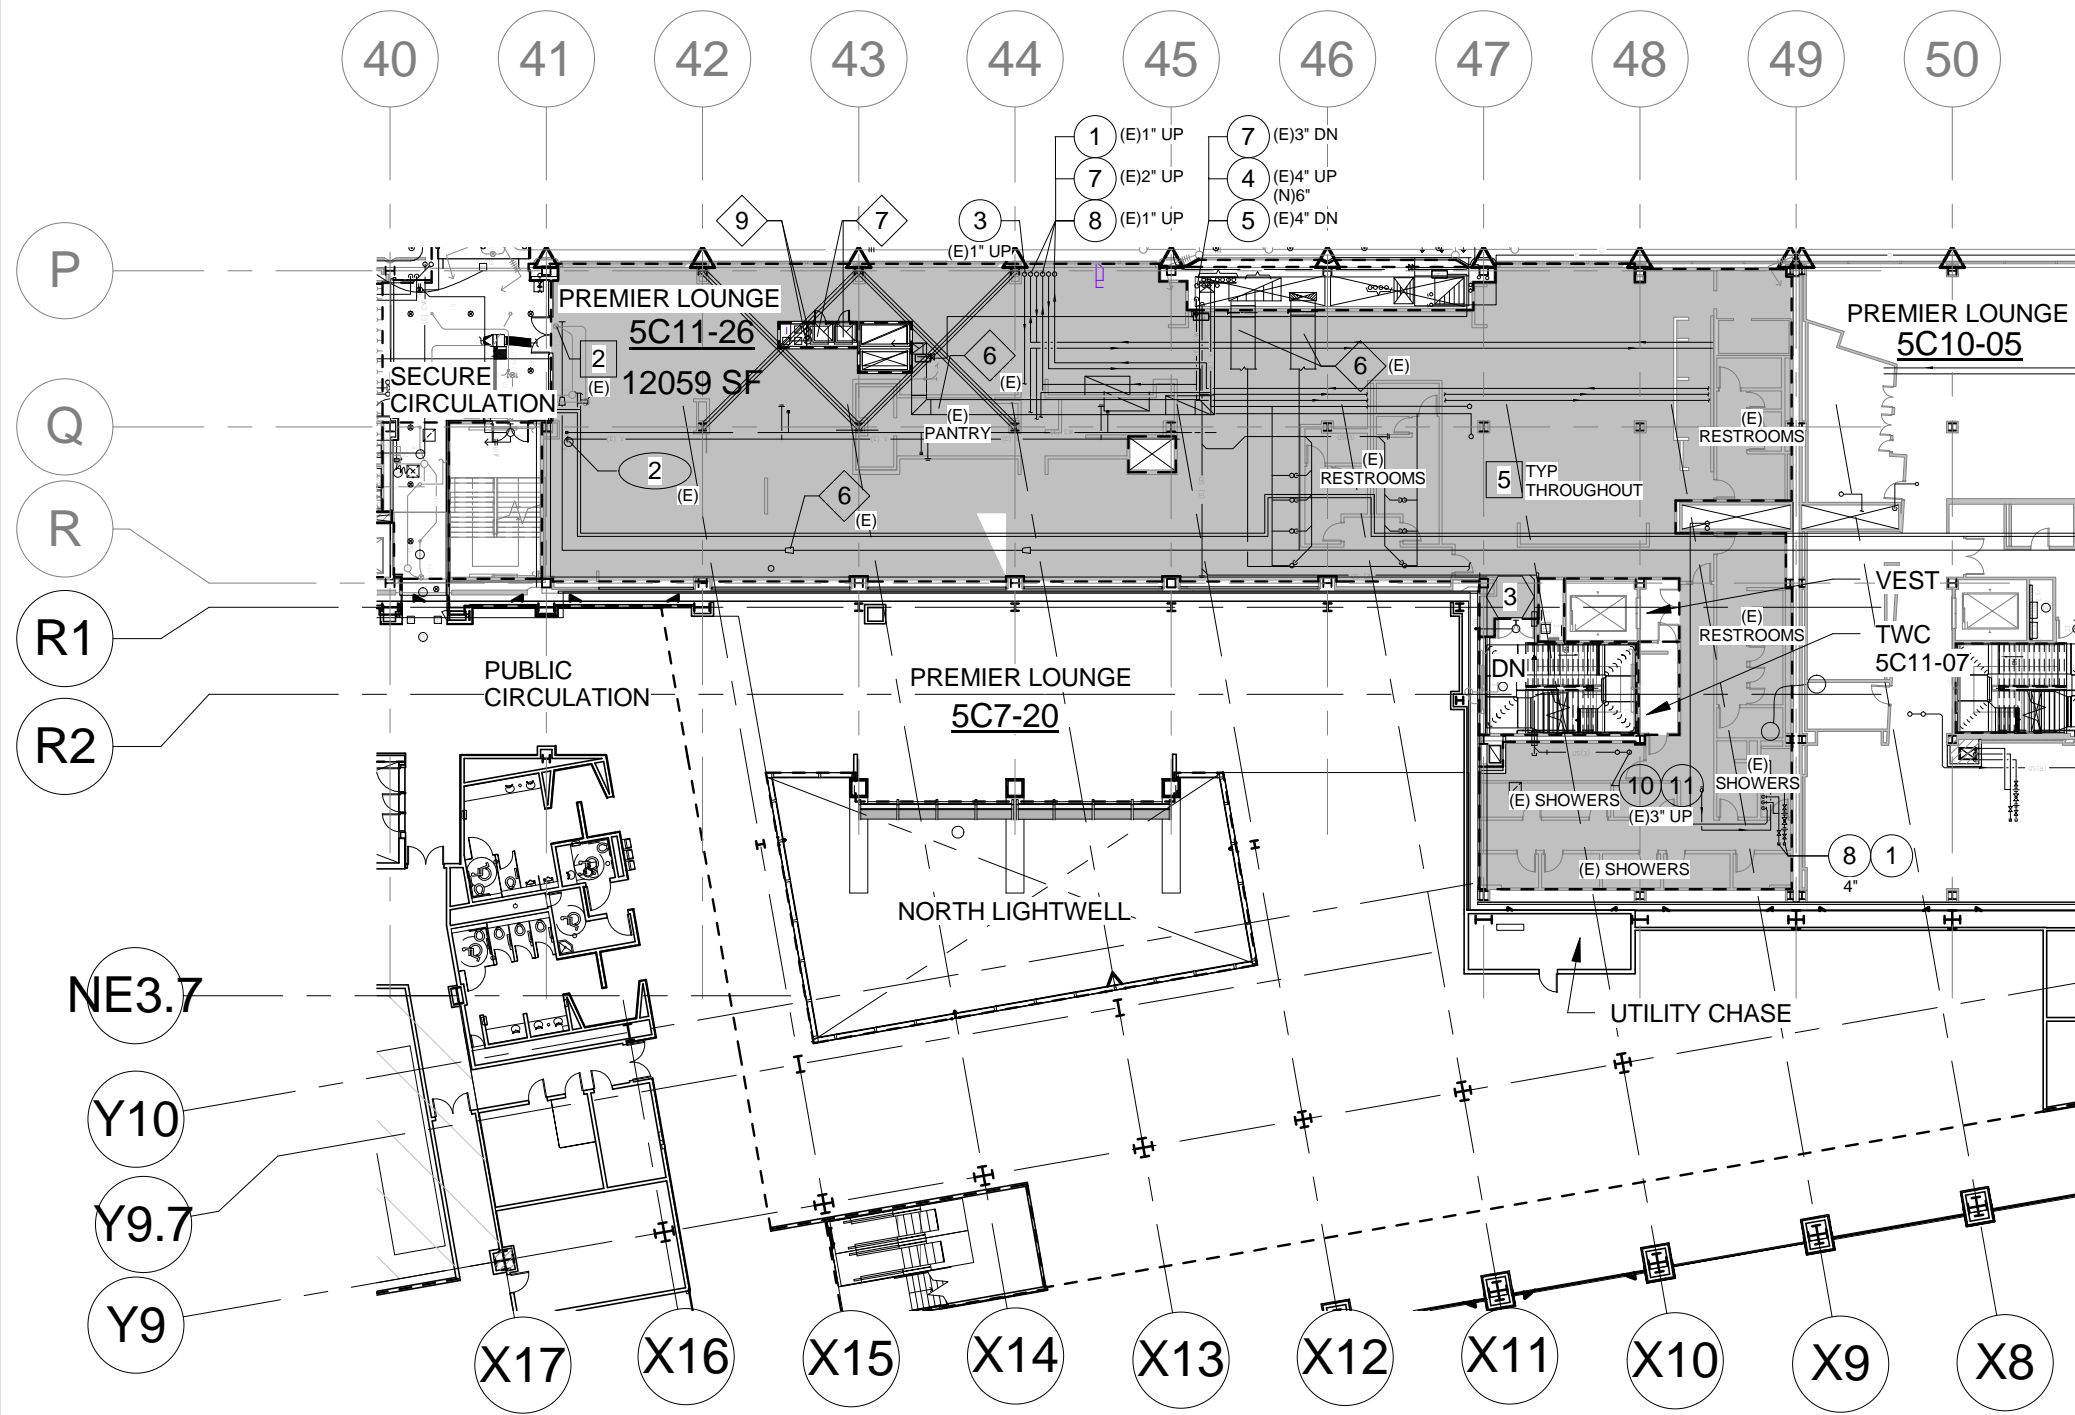 40
41
42
43
44
45
46
47
48
49
50
1 (E)1" UP
7 (E)3" DN
7 (E)2" UP
4 (E)4" UP
(N)6"
9
7
3
(E)1" UP
8 (E)1" UP
5 (E)4" DN
P
PREMIER LOUNGE
5C11-26
12059 SF
PREMIER LOUNGE
5C10-05
2
(E)
6
(E)
6
(E)
SECURE
CIRCULATION
Q
(E)
PANTRY
(E)
RESTROOMS
2
(E)
6
(E)
(E)
RESTROOMS
5
TYP
THROUGHOUT
R
VEST
R1
3
(E)
RESTROOMS
TWC
5C11-07
DN
PUBLIC
CIRCULATION
PREMIER LOUNGE
5C7-20
R2
(E) SHOWERS
10
11
(E)3" UP
(E)
SHOWERS
8
1
4"
(E) SHOWERS
NORTH LIGHTWELL
NE3.7
UTILITY CHASE
Y10
Y9.7
Y9
X17
X16
X15
X14
X13
X12
X11
X10
X9
X8